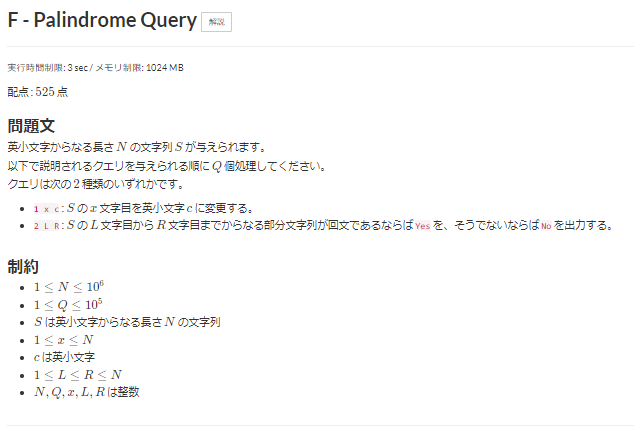 F - Palindrome Query 解説
実行時間制限: 3 sec / メモリ制限: 1024 MB
配点 : 525 点
問題文
英小文字からなる長さ N の文字列 S が与えられます。
以下で説明されるクエリを与えられる順に Q 個処理してください。
クエリは次の 2 種類のいずれかです。
• 1 x c : S の x 文字目を英小文字 c に変更する。
• 2 L R : S の L 文字目から R 文字目までからなる部分文字列が回文であるならば Yes を、そうでないならば No を出力する。
制約
• 1 ≤ N ≤ 10⁶
• 1 ≤ Q ≤ 10⁵
• S は英小文字からなる長さ N の文字列
• 1 ≤ x ≤ N
• c は英小文字
• 1 ≤ L ≤ R ≤ N
• N, Q, x, L, R は整数